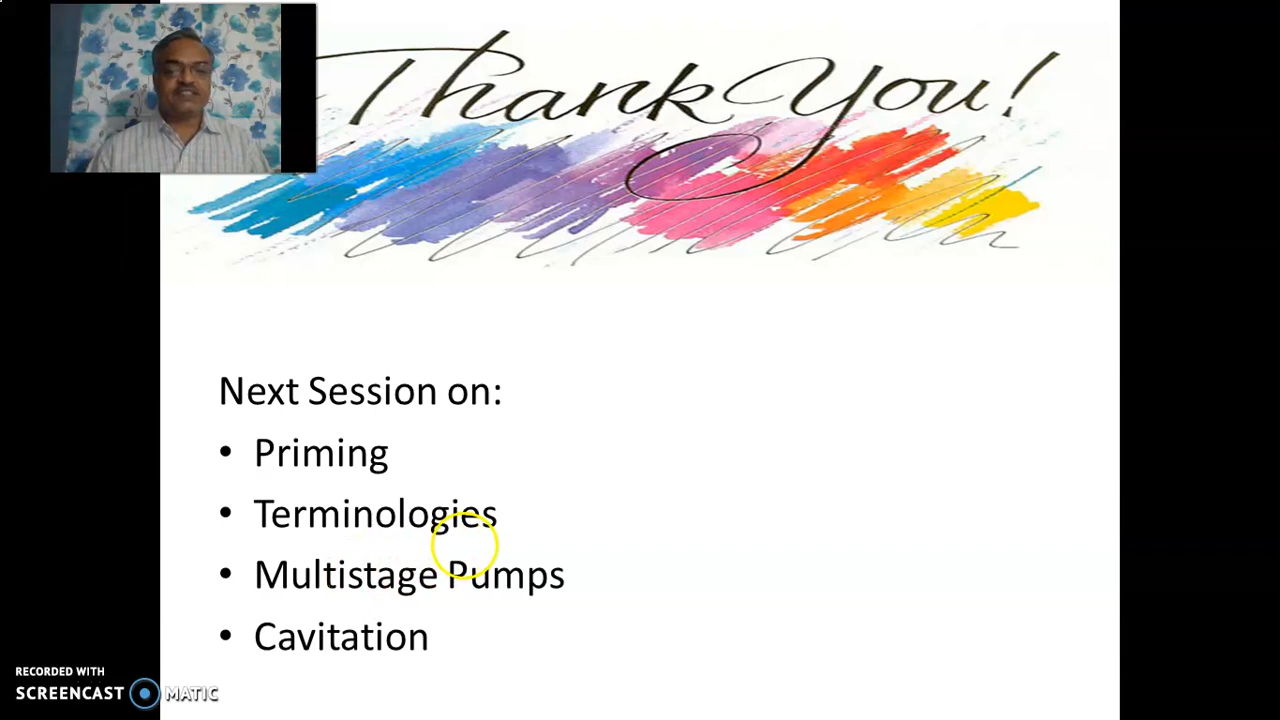 Thank You!
Next Session on:
• Priming
• Terminologies
• Multistage Pumps
• Cavitation
RECORDED WITH
SCREENCAST MATIC